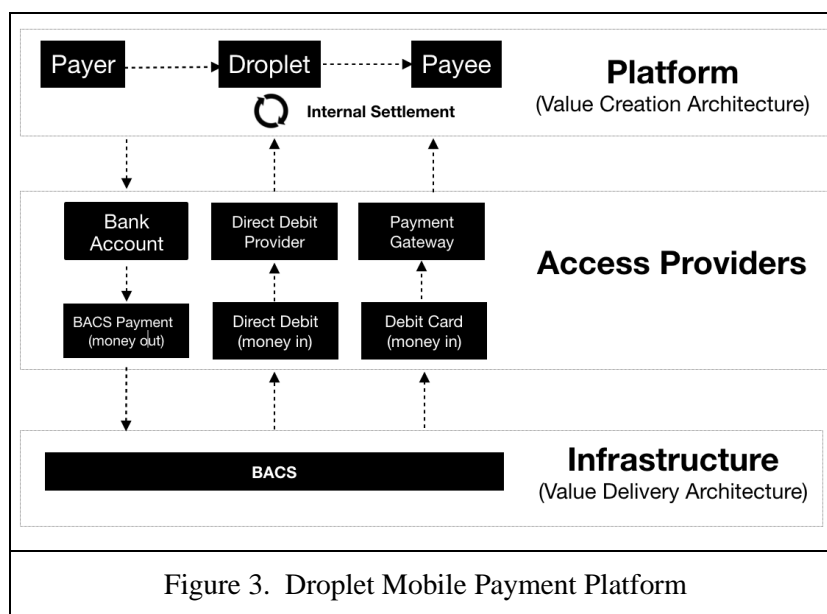 Payer
Droplet
Payee
Platform
(Value Creation Architecture)
Internal Settlement
Bank
Account
Direct Debit
Provider
Payment
Gateway
Access Providers
BACS Payment
(money out)
Direct Debit
(money in)
Debit Card
(money in)
Infrastructure
(Value Delivery Architecture)
BACS
Figure 3. Droplet Mobile Payment Platform